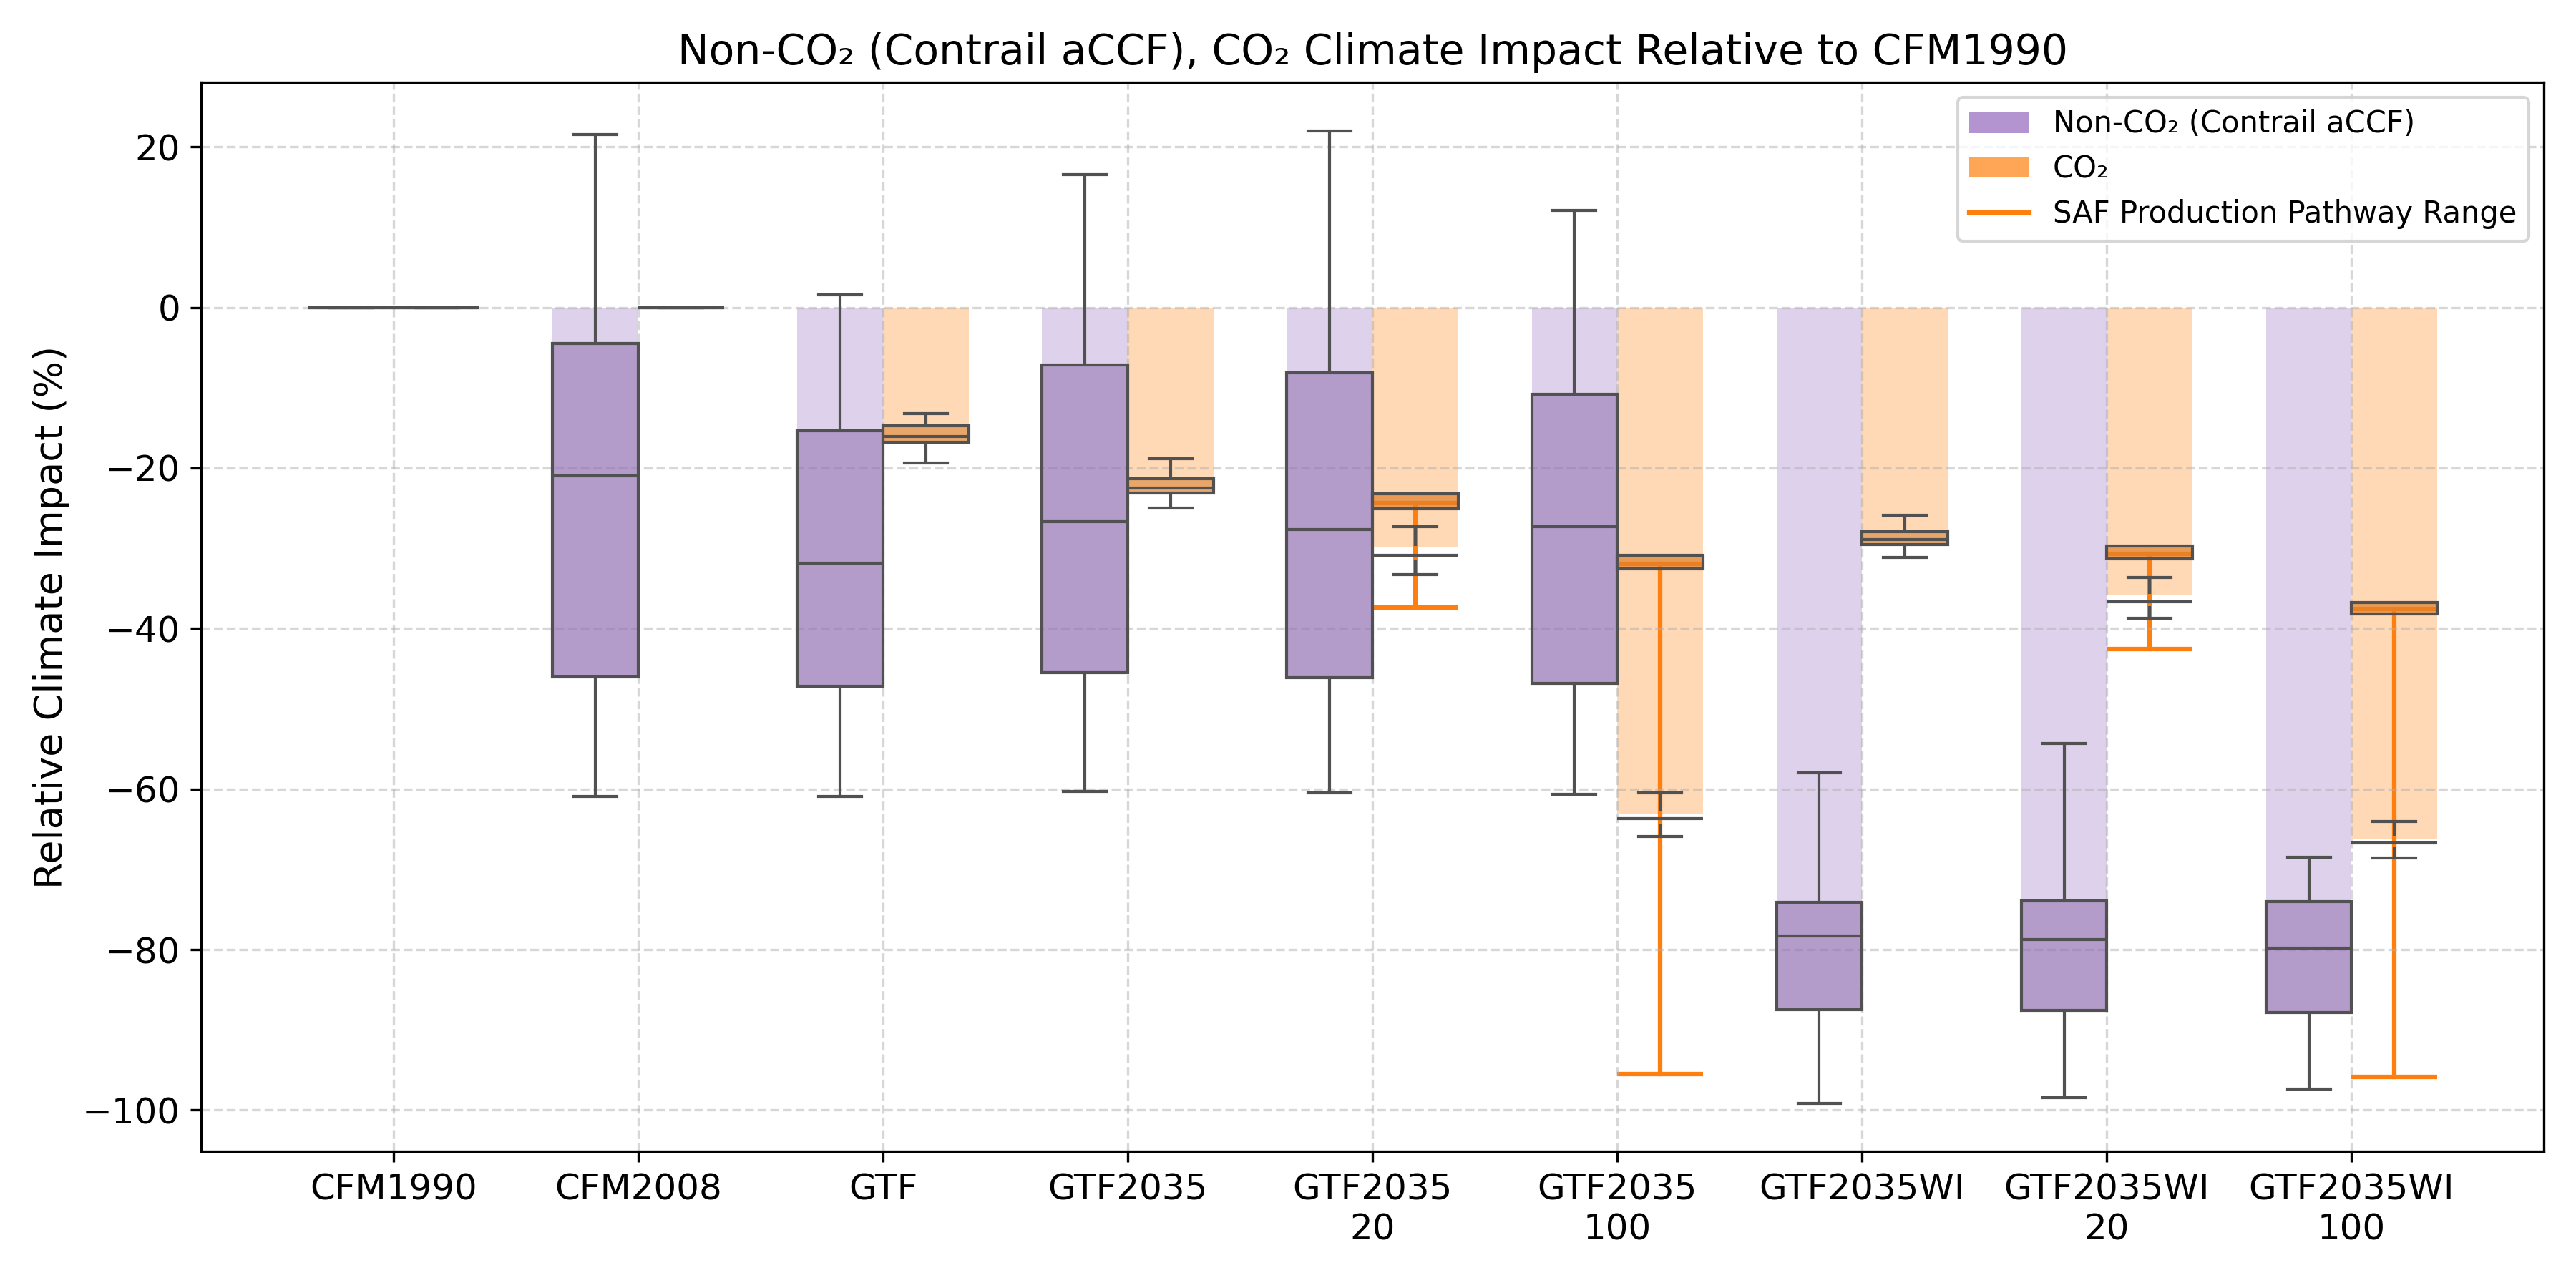 Non-CO₂ (Contrail aCCF), CO₂ Climate Impact Relative to CFM1990
Non-CO₂ (Contrail aCCF)
CO₂
SAF Production Pathway Range
Relative Climate Impact (%)
20
0
−20
−40
−60
−80
−100
CFM1990
CFM2008
GTF
GTF2035
GTF2035
20
GTF2035
100
GTF2035WI
GTF2035WI
20
GTF2035WI
100